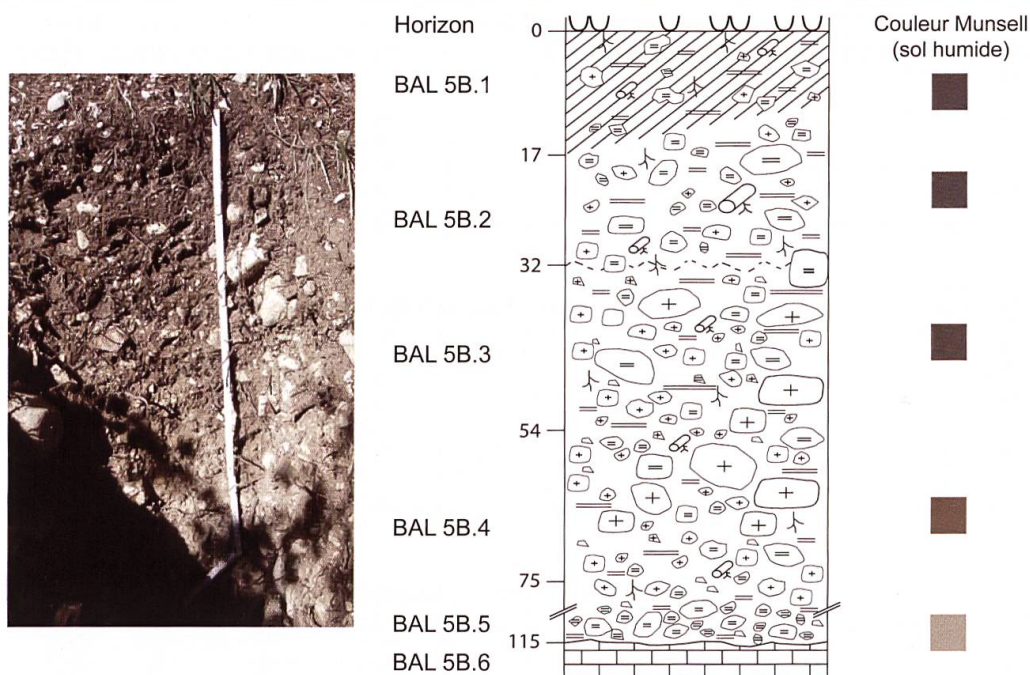 Horizon
Couleur Munsell
(sol humide)
0
BAL 5B.1
17
BAL 5B.2
32
BAL 5B.3
54
BAL 5B.4
75
BAL 5B.5
115
BAL 5B.6